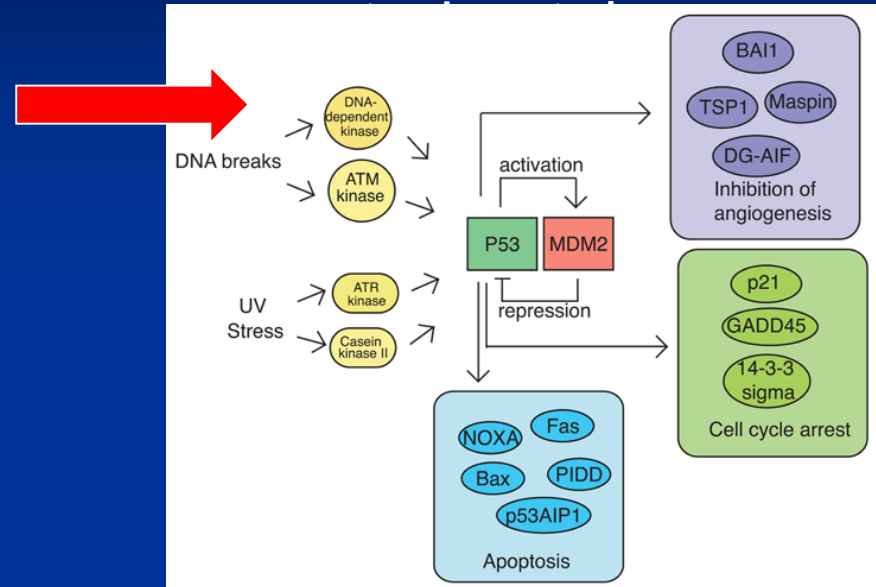 DNA breaks
DNA-
dependent
kinase
ATM
kinase
UV
Stress
ATR
kinase
Casein
kinase II
activation
P53
MDM2
repression
BAI1
TSP1
Maspin
DG-AIF
Inhibition of
angiogenesis
p21
GADD45
14-3-3
sigma
Cell cycle arrest
NOXA
Fas
Bax
PIDD
p53AIP1
Apoptosis